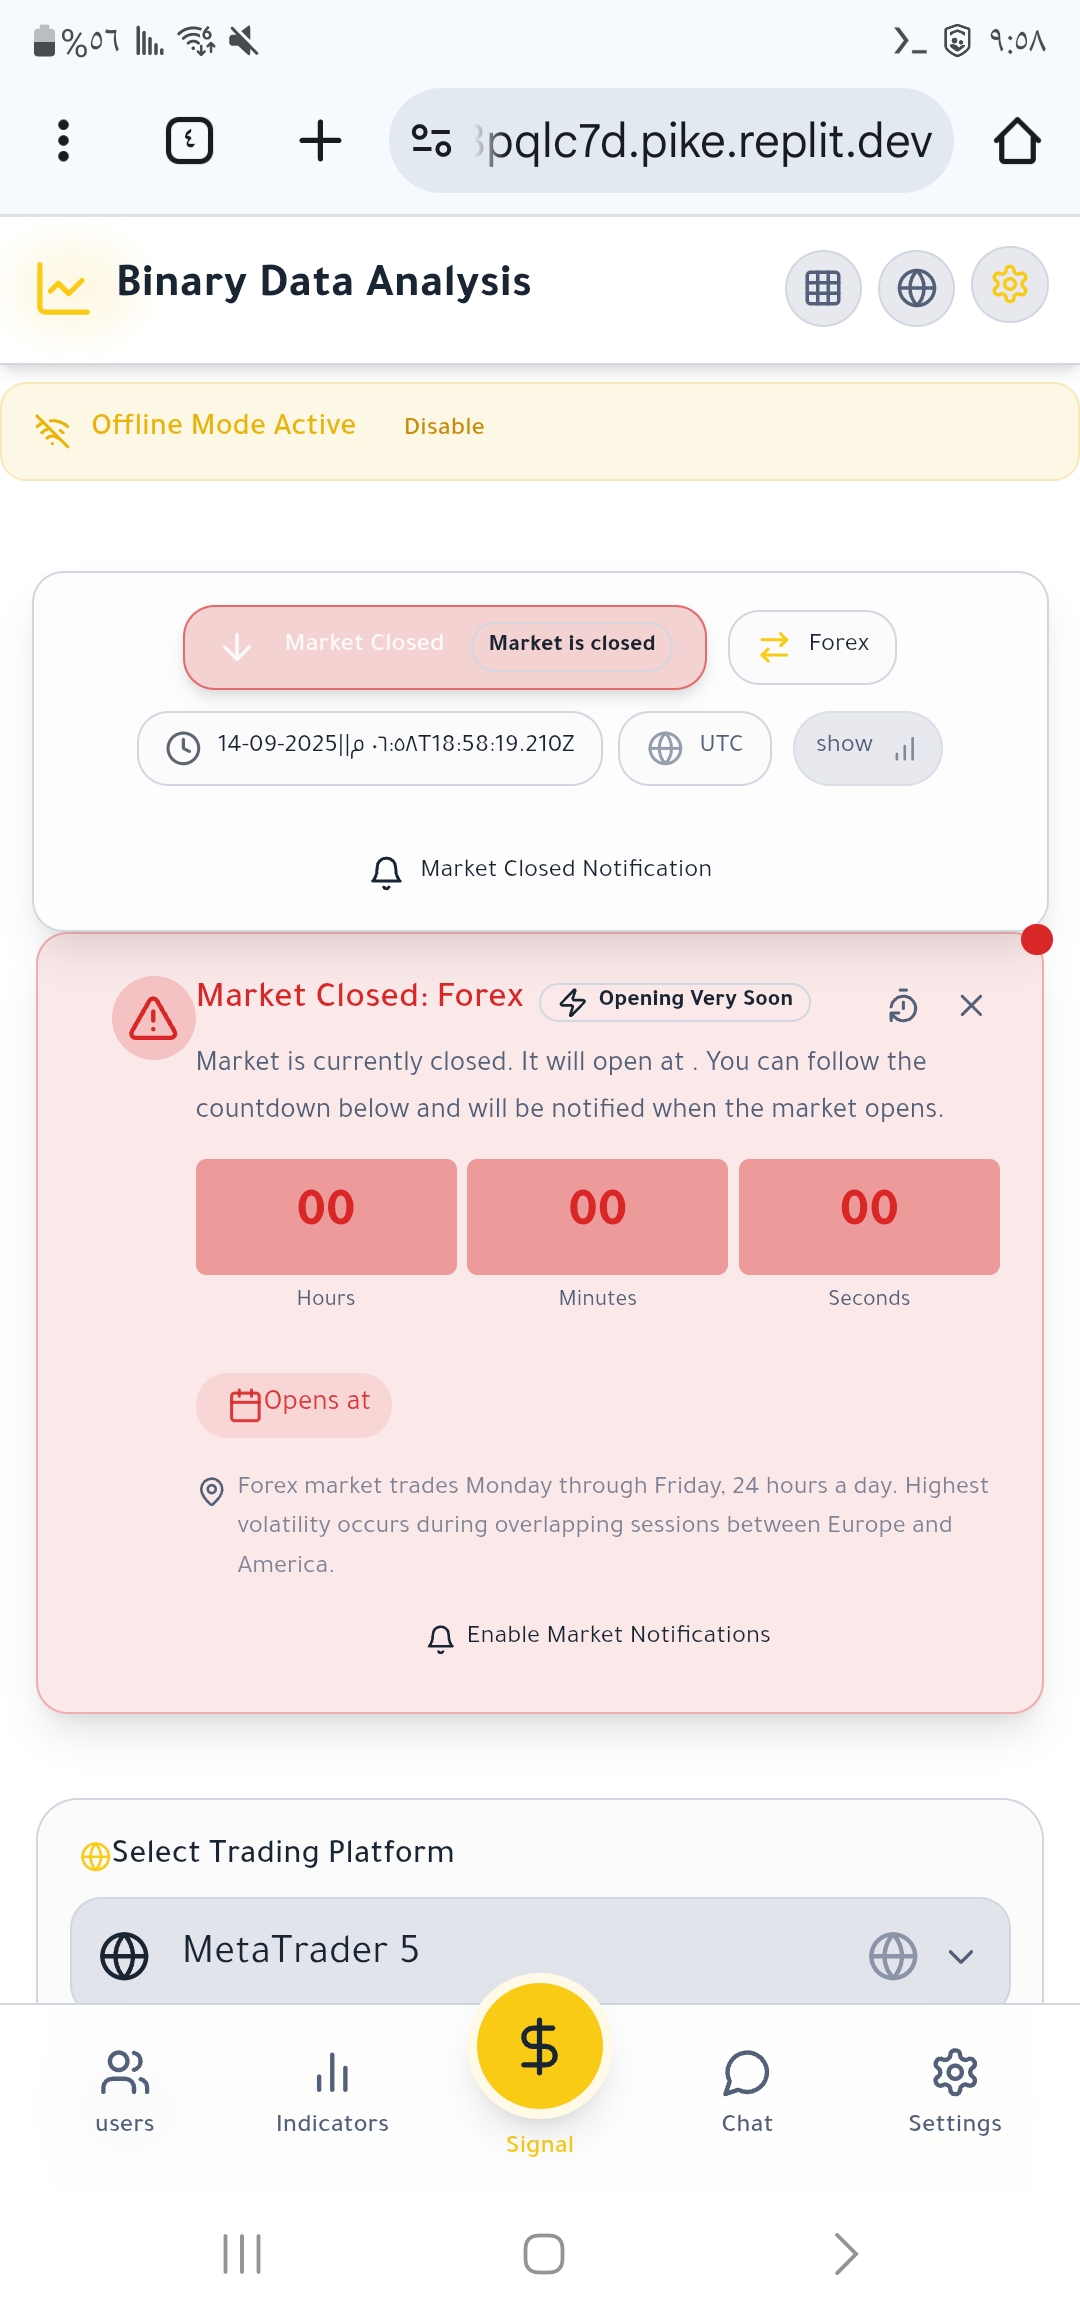 %٥٦
٩:٥٨
٤
pqlc7d.pike.replit.dev
Binary Data Analysis
Offline Mode Active Disable
Market Closed Market is closed Forex
14-09-2025||م ٠٦:٥٨T18:58:19.210Z UTC show
Market Closed Notification
Market Closed: Forex Opening Very Soon
Market is currently closed. It will open at . You can follow the
countdown below and will be notified when the market opens.
00 00 00
Hours Minutes Seconds
Opens at
Forex market trades Monday through Friday, 24 hours a day. Highest
volatility occurs during overlapping sessions between Europe and
America.
Enable Market Notifications
Select Trading Platform
MetaTrader 5
users Indicators Signal Chat Settings